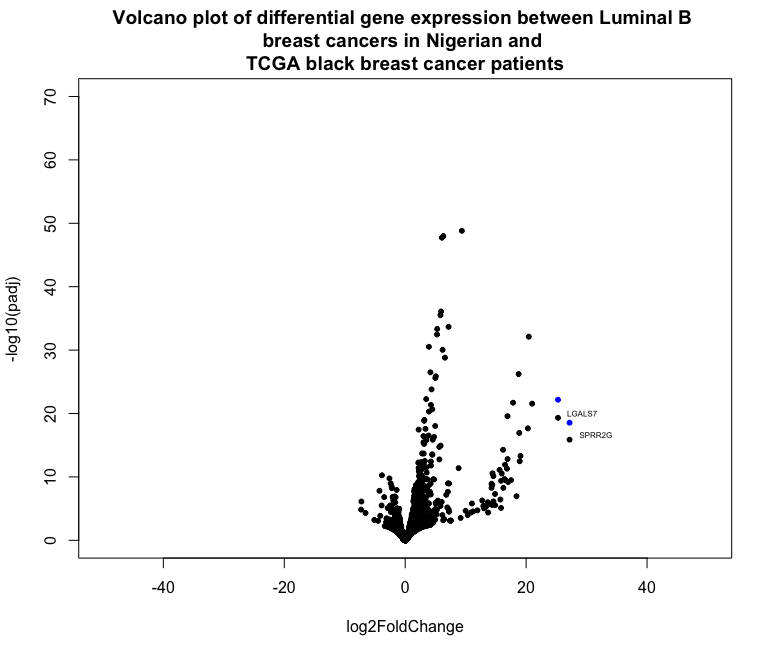 Volcano plot of differential gene expression between Luminal B
breast cancers in Nigerian and
TCGA black breast cancer patients
-log10(padj)
70
60
50
40
30
20
10
0
LGALS7
SPRR2G
-40
-20
0
20
40
log2FoldChange